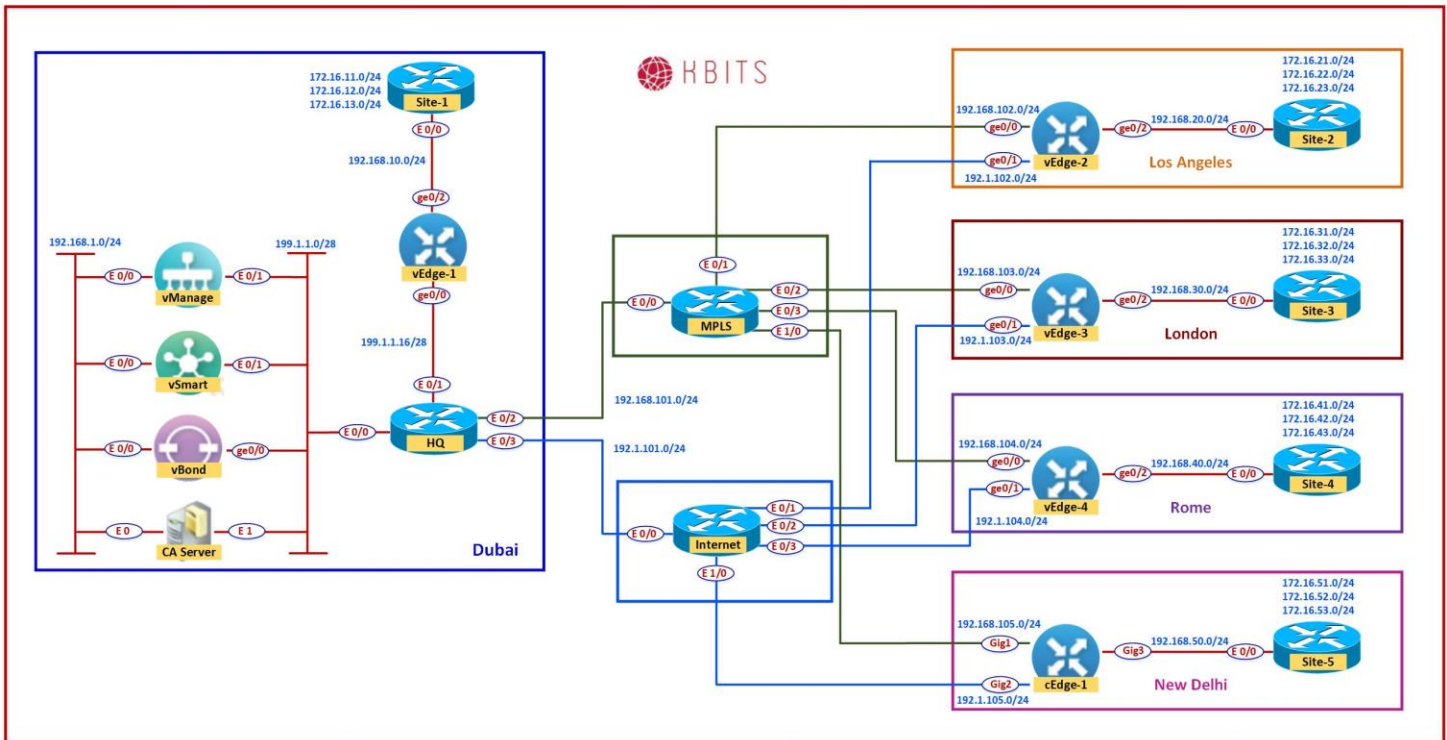 KBITS
172.16.11.0/24
172.16.12.0/24
172.16.13.0/24
Site-1
E 0/0
192.168.10.0/24
ge0/2
vEdge-1
ge0/0
199.1.1.16/28
E 0/1
192.168.1.0/24
199.1.1.0/28
E 0/0
vManage
E 0/1
E 0/0
vSmart
E 0/1
E 0/0
vBond
ge0/0
E 0
CA Server
E 1
E 0/0
HQ
E 0/2
E 0/3
Dubai
192.168.101.0/24
192.1.101.0/24
E 0/1
E 0/0
MPLS
E 0/2
E 0/3
E 1/0
E 0/0
Internet
E 0/1
E 0/2
E 0/3
E 1/0
172.16.21.0/24
172.16.22.0/24
172.16.23.0/24
192.168.102.0/24
ge0/0
ge0/1
192.1.102.0/24
vEdge-2
ge0/2
192.168.20.0/24
E 0/0
Site-2
Los Angeles
172.16.31.0/24
172.16.32.0/24
172.16.33.0/24
192.168.103.0/24
ge0/0
ge0/1
192.1.103.0/24
vEdge-3
ge0/2
192.168.30.0/24
E 0/0
Site-3
London
172.16.41.0/24
172.16.42.0/24
172.16.43.0/24
192.168.104.0/24
ge0/0
ge0/1
192.1.104.0/24
vEdge-4
ge0/2
192.168.40.0/24
E 0/0
Site-4
Rome
172.16.51.0/24
172.16.52.0/24
172.16.53.0/24
192.168.105.0/24
Gig1
Gig2
192.1.105.0/24
cEdge-1
Gig3
192.168.50.0/24
E 0/0
Site-5
New Delhi